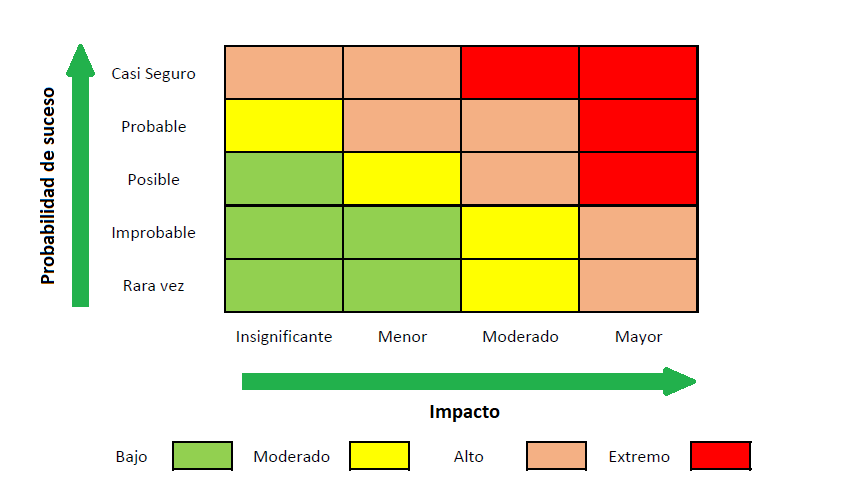 Probabilidad de suceso
Casi Seguro
Probable
Posible
Improbable
Rara vez
Insignificante Menor Moderado Mayor
Impacto
Bajo Moderado Alto Extremo